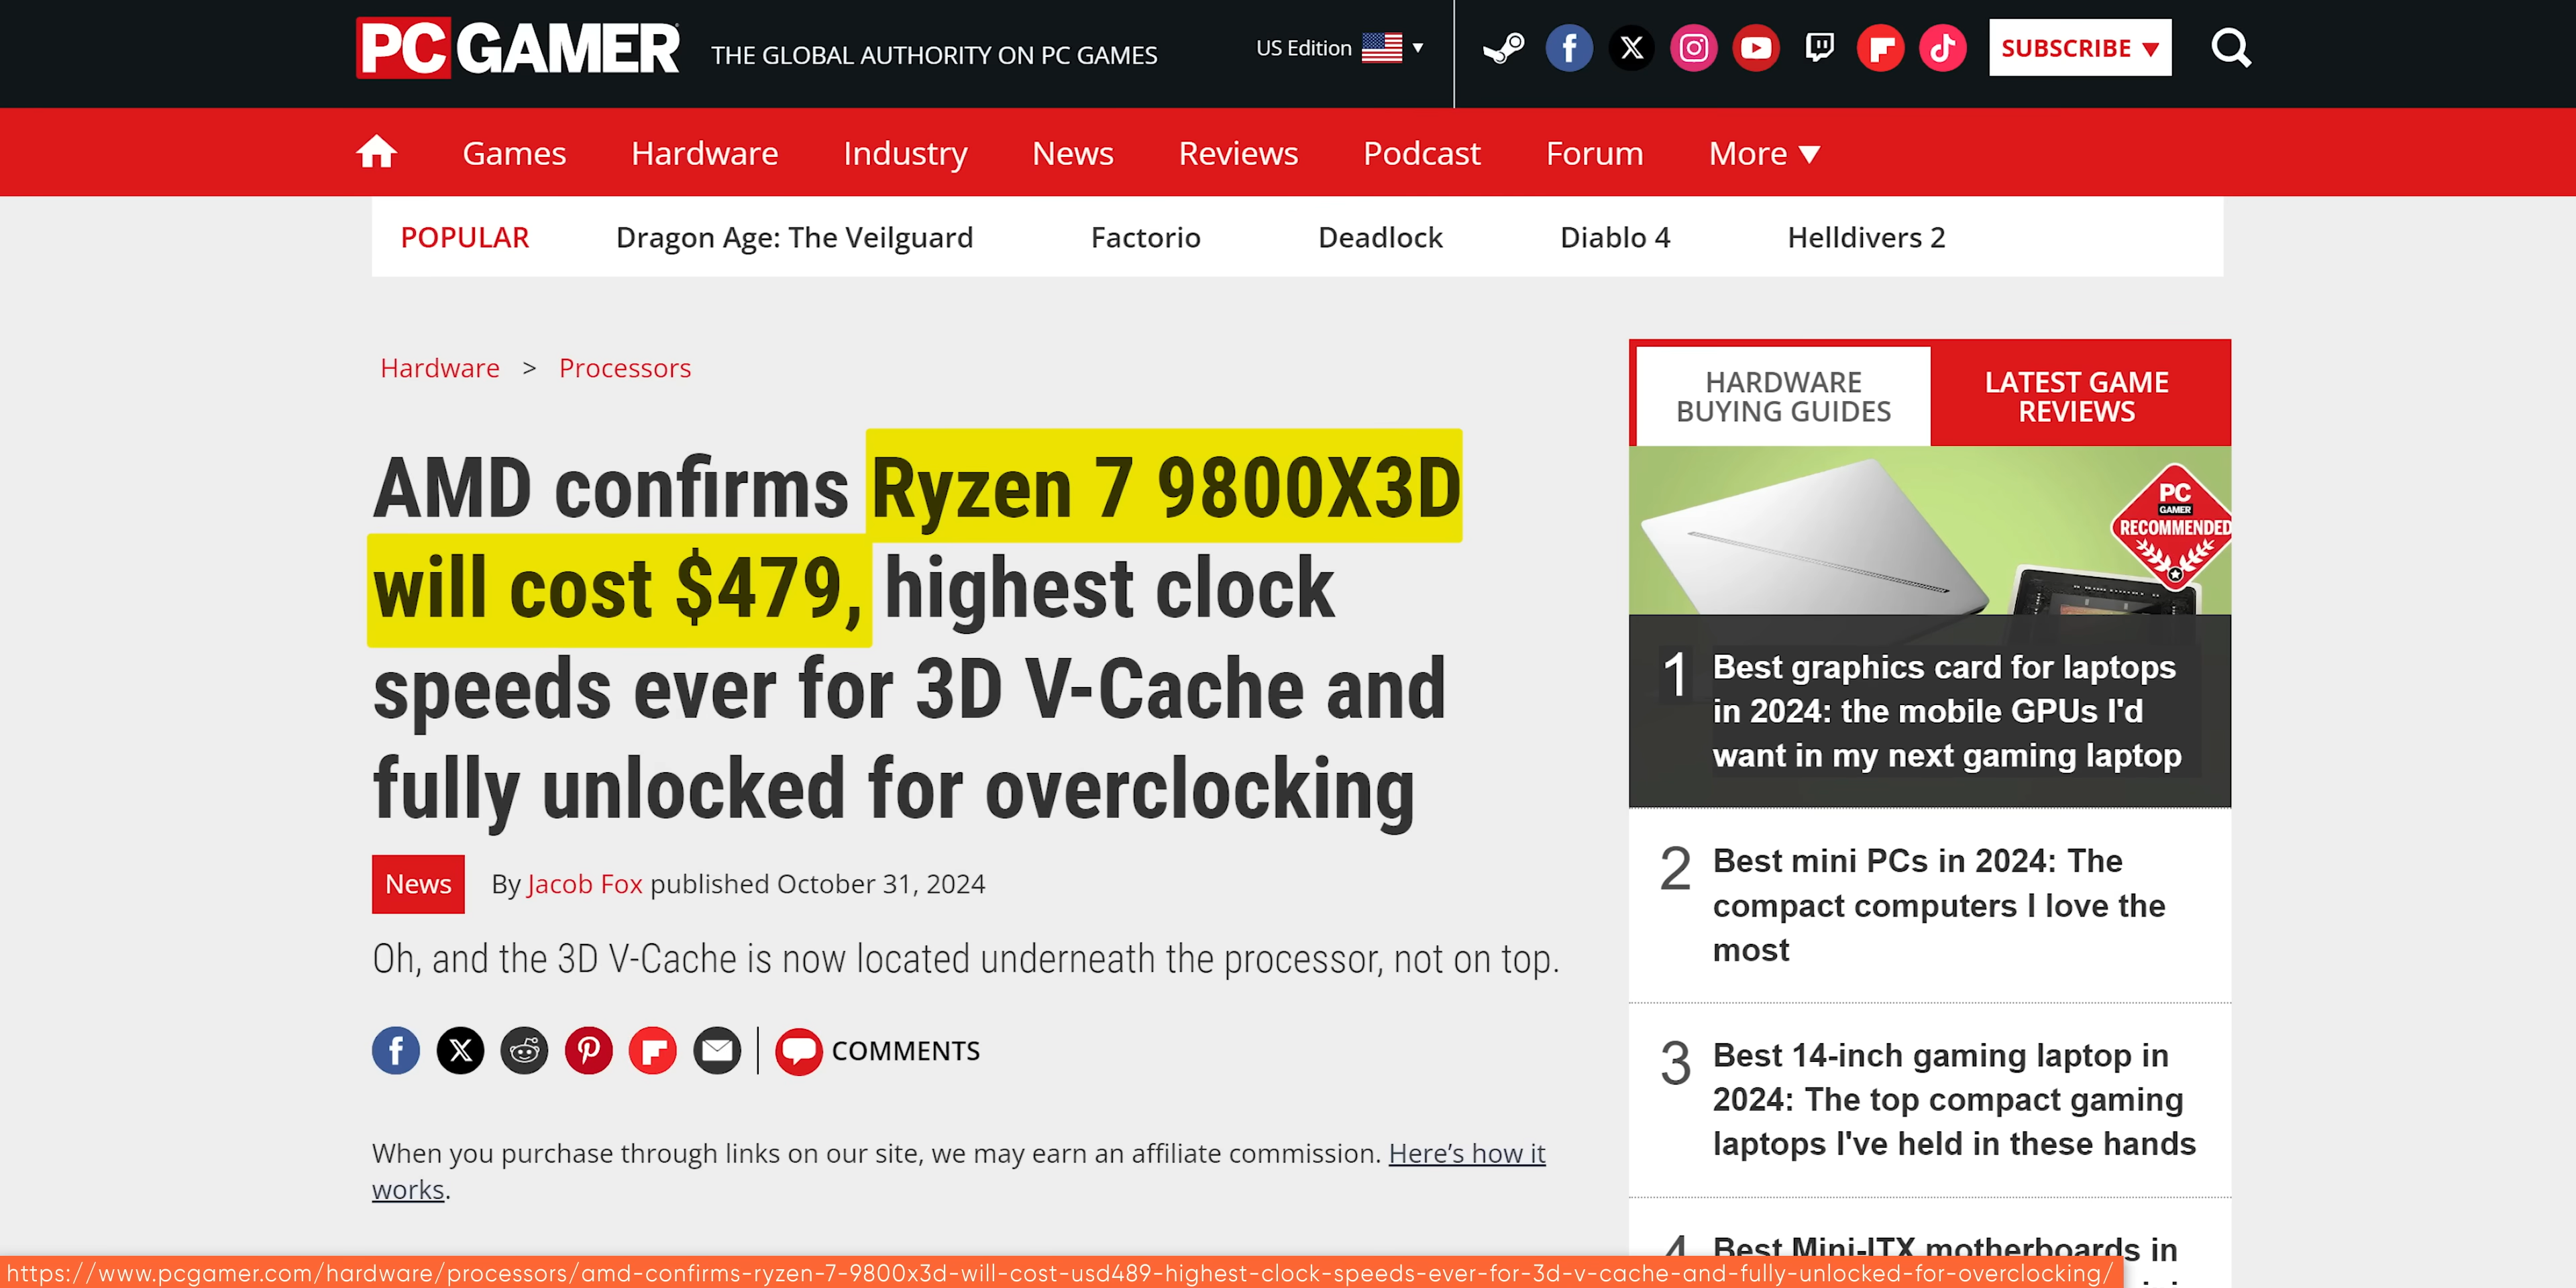 PC GAMER THE GLOBAL AUTHORITY ON PC GAMES US Edition SUBSCRIBE
Games Hardware Industry News Reviews Podcast Forum More
POPULAR Dragon Age: The Veilguard Factorio Deadlock Diablo 4 Helldivers 2
Hardware > Processors
AMD confirms Ryzen 7 9800X3D
will cost $479, highest clock
speeds ever for 3D V-Cache and
fully unlocked for overclocking
News By Jacob Fox published October 31, 2024
Oh, and the 3D V-Cache is now located underneath the processor, not on top.
COMMENTS
When you purchase through links on our site, we may earn an affiliate commission. Here’s how it
works.
HARDWARE
BUYING GUIDES
LATEST GAME
REVIEWS
PC
GAMER
RECOMMENDED
1 Best graphics card for laptops
in 2024: the mobile GPUs I'd
want in my next gaming laptop
2 Best mini PCs in 2024: The
compact computers I love the
most
3 Best 14-inch gaming laptop in
2024: The top compact gaming
laptops I've held in these hands
4 Best Mini-ITX motherboards in
https://www.pcgamer.com/hardware/processors/amd-confirms-ryzen-7-9800x3d-will-cost-usd489-highest-clock-speeds-ever-for-3d-v-cache-and-fully-unlocked-for-overclocking/